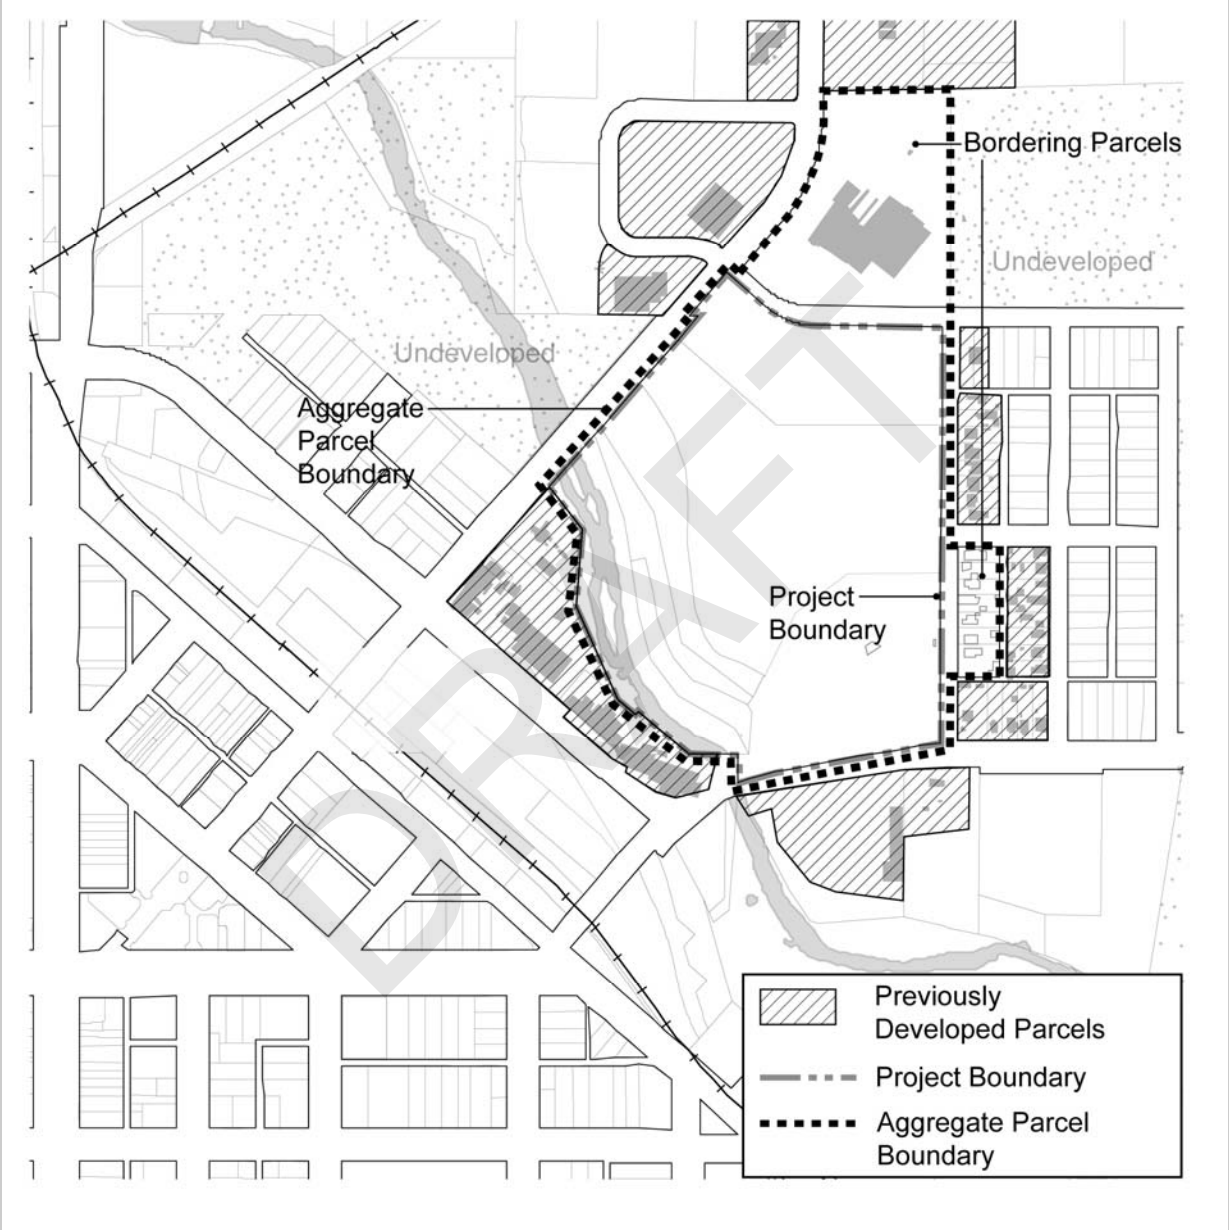 Bordering Parcels
Undeveloped
Undeveloped
Aggregate
Parcel
Boundary
Project
Boundary
DRAFT
Previously
Developed Parcels
Project Boundary
Aggregate Parcel
Boundary